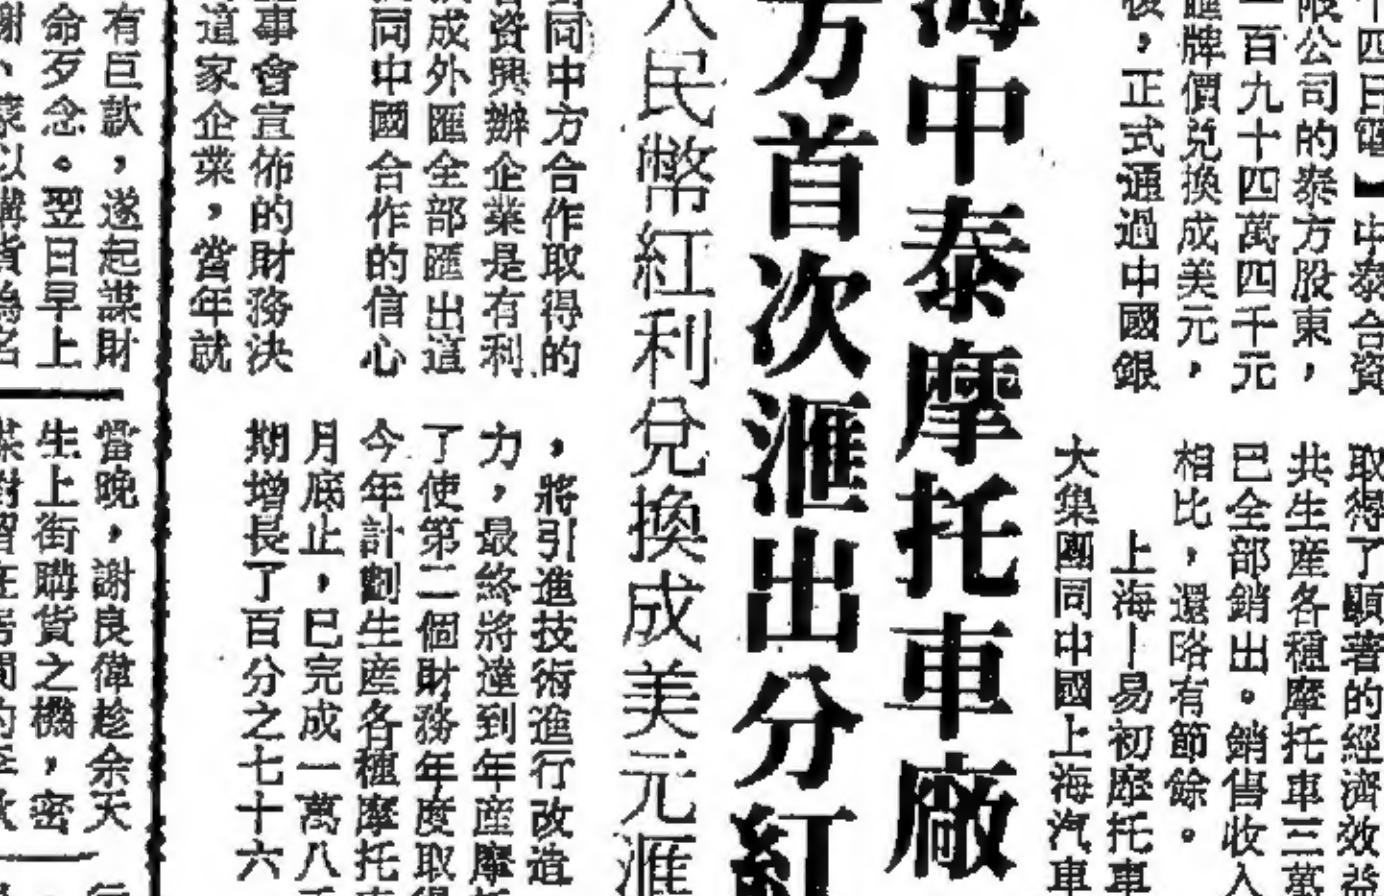 十四日電】中泰合資
限公司的泰方股東，
一百九十四萬四千元
匯牌價兌換成美元，
後，正式通過中國銀
取得了顯著的經濟效益
共生産各種摩托車三萬
已全部銷出。銷售收入
相比，還略有節餘。
上海—易初摩托車
大集團同中國上海汽車
海中泰摩托車廠
方首次滙出分紅
人民幣紅利兌換成美元滙
同中方合作取得的
資興辦企業是有利
成外匯全部匯出這
同中國合作的信心
，將引進技術進行改造
力，最終將達到年産摩托
了使第二個財務年度取得
今年計劃生産各種摩托車
月底止，已完成一萬八千
期增長了百分之七十六
事會宣佈的財務決
這家企業，當年就
有巨款，遂起謀財
命歹念。翌日早上
謝、蔡以購貨為名
當晚，謝良偉趁余天
生上街購貨之機，密